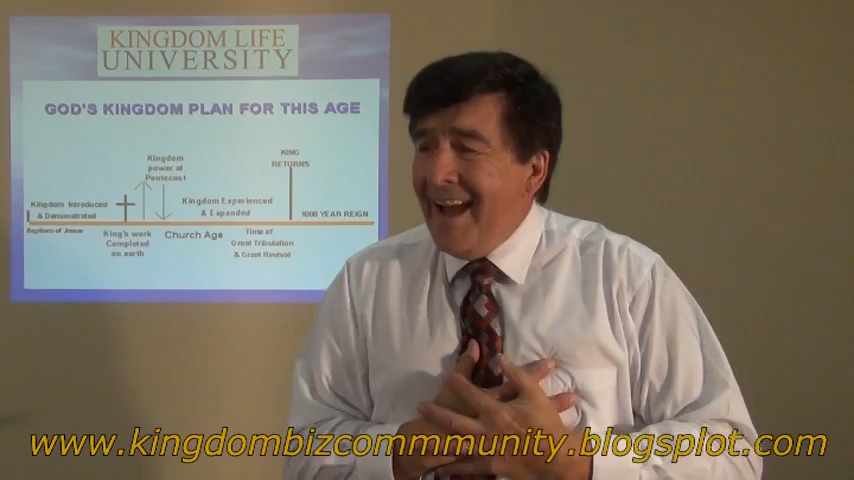 KINGDOM LIFE
UNIVERSITY
GOD'S KINGDOM PLAN FOR THIS AGE
Kingdom
power at
Pentecost
KING
RETURNS
Kingdom Introduced
& Demonstrated
Kingdom Experienced
& Expanded
1000 YEAR REIGN
Baptism of Jesus
King's work
Completed
on earth
Church Age
Time of
Great Tribulation
& Great Revival
www.kingdombizcommmunity.blogsplot.com